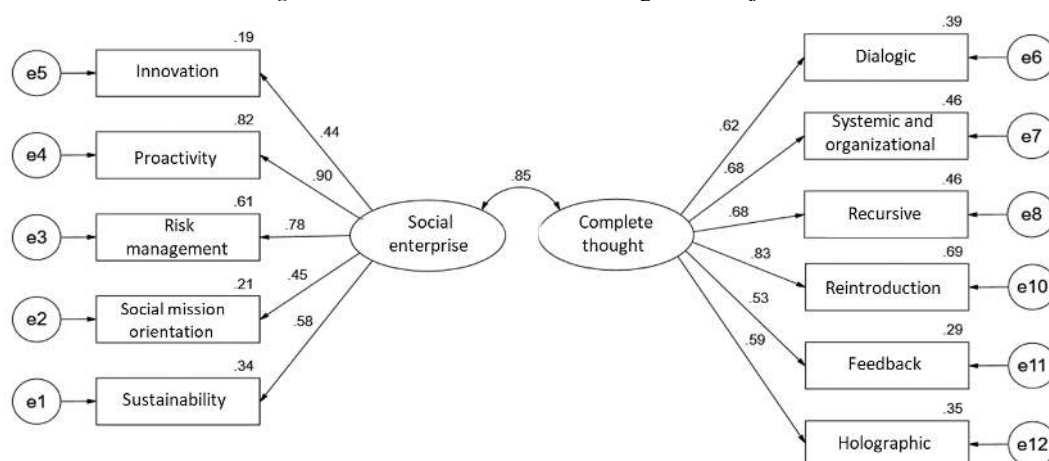 .19
e5
Innovation
.82
e4
Proactivity
.61
e3
Risk
management
.21
e2
Social mission
orientation
.34
e1
Sustainability
.44
.90
.78
.45
.58
Social
enterprise
.85
Complete
thought
.62
.68
.68
.83
.53
.59
.39
Dialogic
e6
.46
Systemic and
organizational
e7
.46
Recursive
e8
.69
Reintroduction
e10
.29
Feedback
e11
.35
Holographic
e12